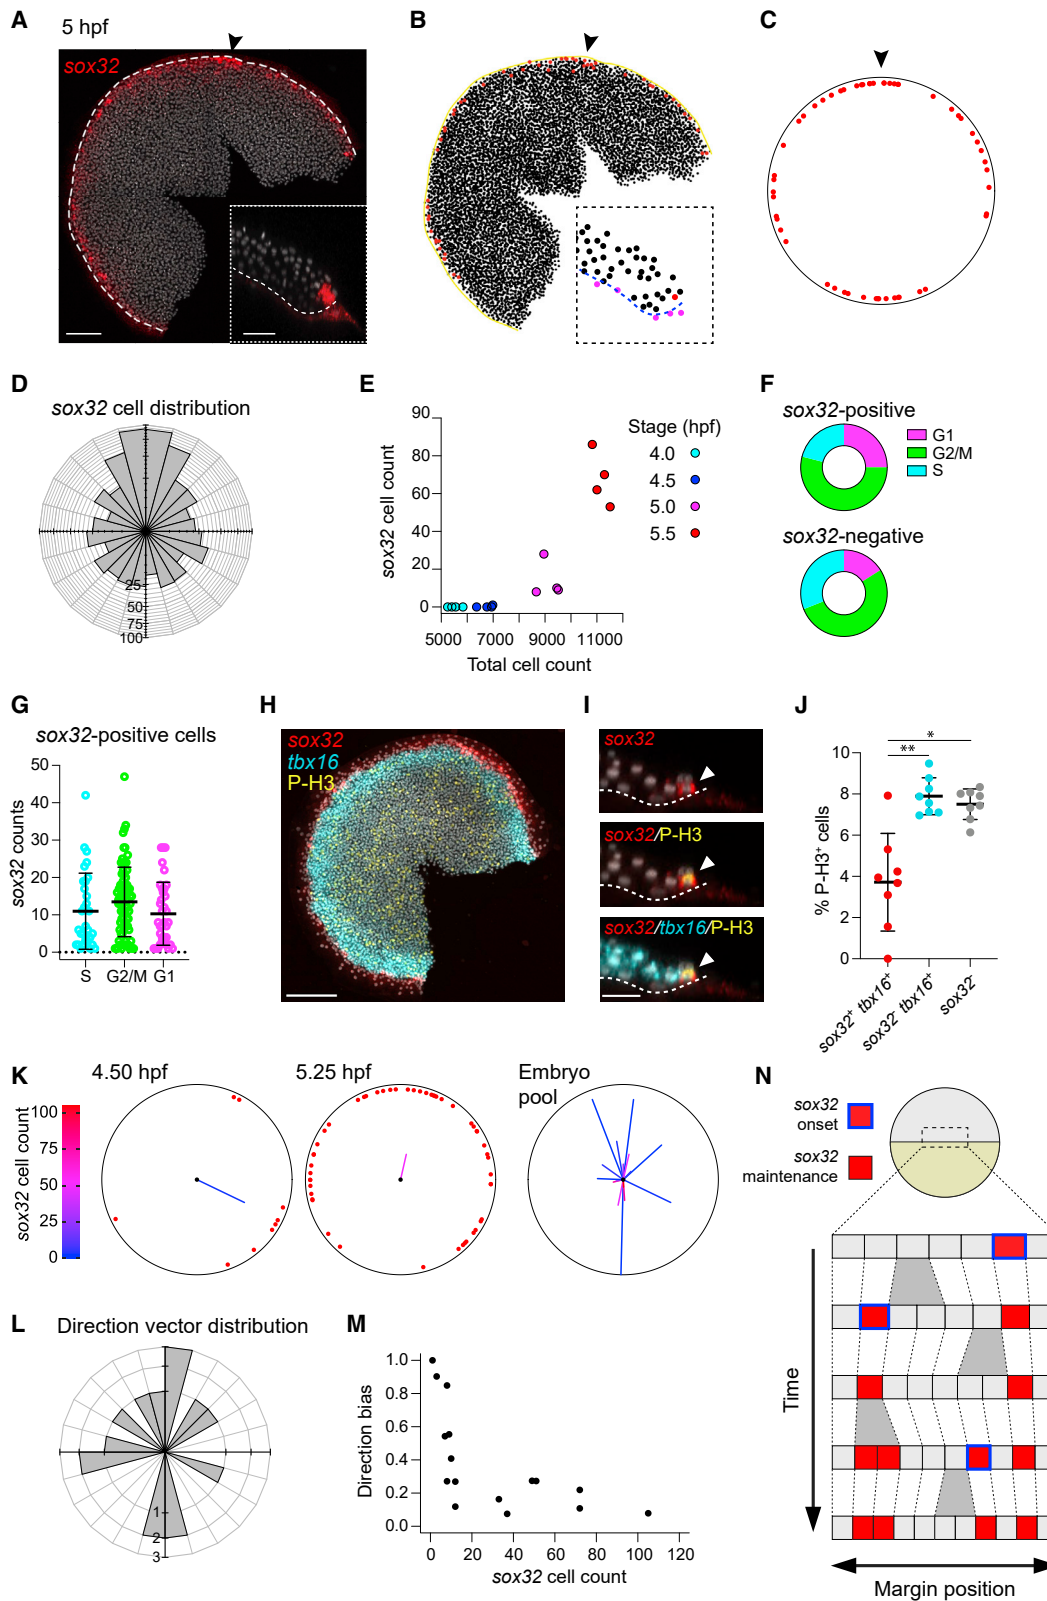 A
5 hpf
sox32
B
C
D
sox32 cell distribution
25
50
75
100
E
sox32 cell count
90
80
60
40
20
0
5000 7000 9000 11000
Total cell count
Stage (hpf)
4.0
4.5
5.0
5.5
F
sox32-positive
G1
G2/M
S
sox32-negative
G
sox32-positive cells
sox32 counts
50
40
30
20
10
0
S G2/M G1
H
sox32
tbx16
P-H3
I
sox32
sox32/P-H3
sox32/tbx16/P-H3
J
% P-H3+ cells
10
8
6
4
2
0
*
**
sox32+ tbx16+
sox32- tbx16+
sox32-
K
4.50 hpf
5.25 hpf
Embryo
pool
sox32 cell count
100
75
50
25
0
L
Direction vector distribution
1
2
3
M
Direction bias
1.0
0.8
0.6
0.4
0.2
0.0
0 20 40 60 80 100 120
sox32 cell count
N
sox32
onset
sox32
maintenance
Time
Margin position